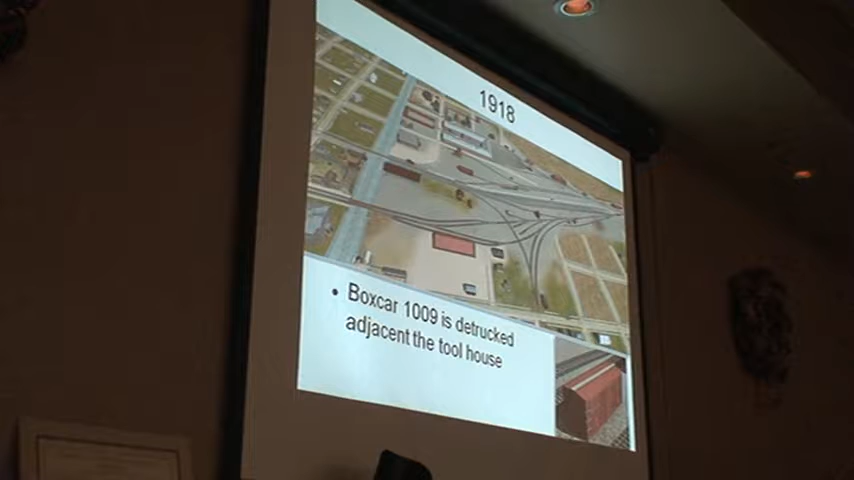 1918
• Boxcar 1009 is detrucked
adjacent the tool house